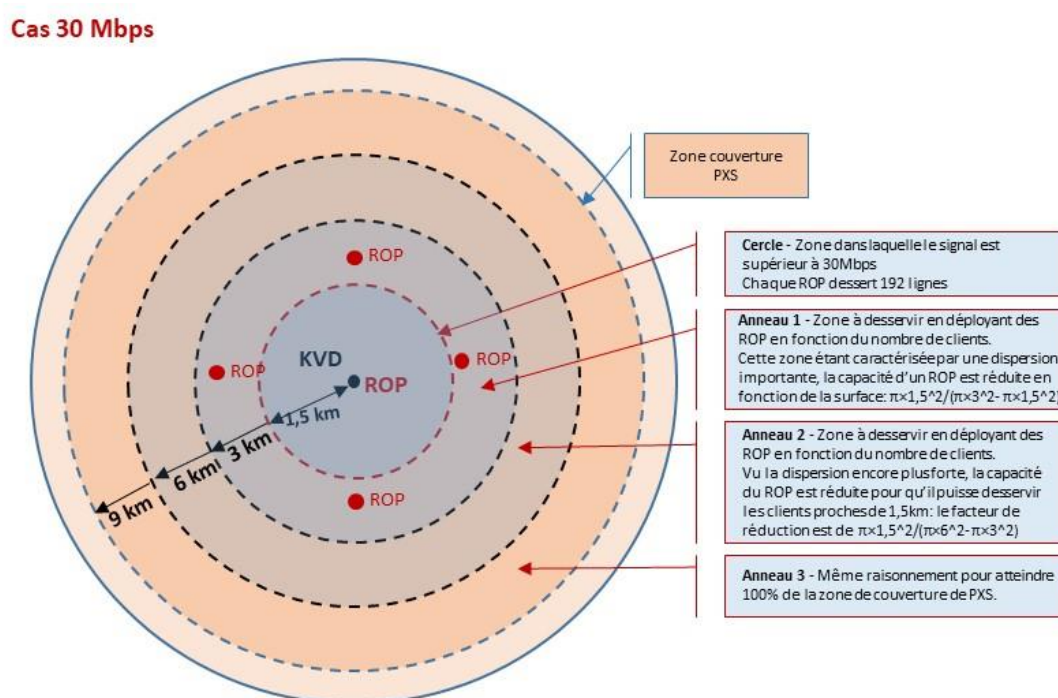 Cas 30 Mbps
Zone couverture
PXS
Cercle - Zone dans laquelle le signal est
supérieur à 30Mbps
Chaque ROP dessert 192 lignes
Anneau 1 - Zone à desservir en déployant des
ROP en fonction du nombre de clients.
Cette zone étant caractérisée par une dispersion
importante, la capacité d'un ROP est réduite en
fonction de la surface: π×1,5^2/(π×3^2- π×1,5^2)
Anneau 2 - Zone à desservir en déployant des
ROP en fonction du nombre de clients.
Vu la dispersion encore plus forte, la capacité
du ROP est réduite pour qu'il puisse desservir
les clients proches de 1,5km: le facteur de
réduction est de π×1,5^2/(π×6^2-π×3^2)
Anneau 3 - Même raisonnement pour atteindre
100% de la zone de couverture de PXS.
ROP
KVD
ROP
ROP
ROP
1,5 km
3 km
6 km
9 km
ROP